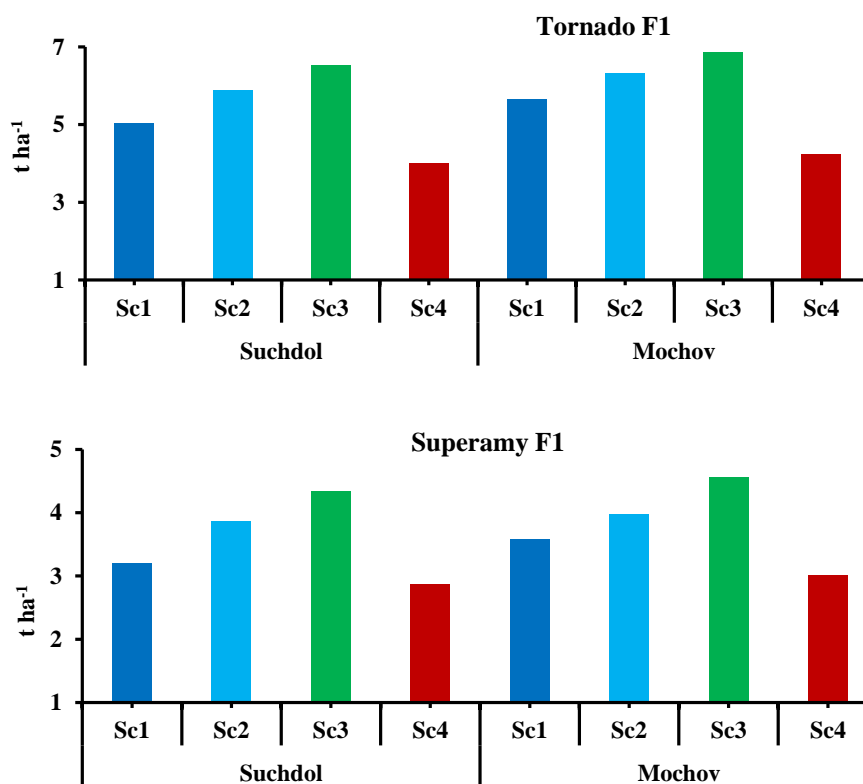 Tornado F1
7
5
3
1
t ha⁻¹
Sc1 Sc2 Sc3 Sc4 Sc1 Sc2 Sc3 Sc4
Suchdol Mochov
Superamy F1
5
4
3
2
1
t ha⁻¹
Sc1 Sc2 Sc3 Sc4 Sc1 Sc2 Sc3 Sc4
Suchdol Mochov